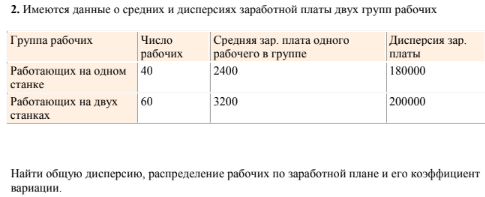 2. Имеются данные о средних и дисперсиях заработной платы двух групп рабочих
Группа рабочих Число рабочих Средняя зар. плата одного рабочего в группе Дисперсия зар. платы
Работающих на одном станке 40 2400 180000
Работающих на двух станках 60 3200 200000
Найти общую дисперсию, распределение рабочих по заработной плане и его коэффициент
вариации.